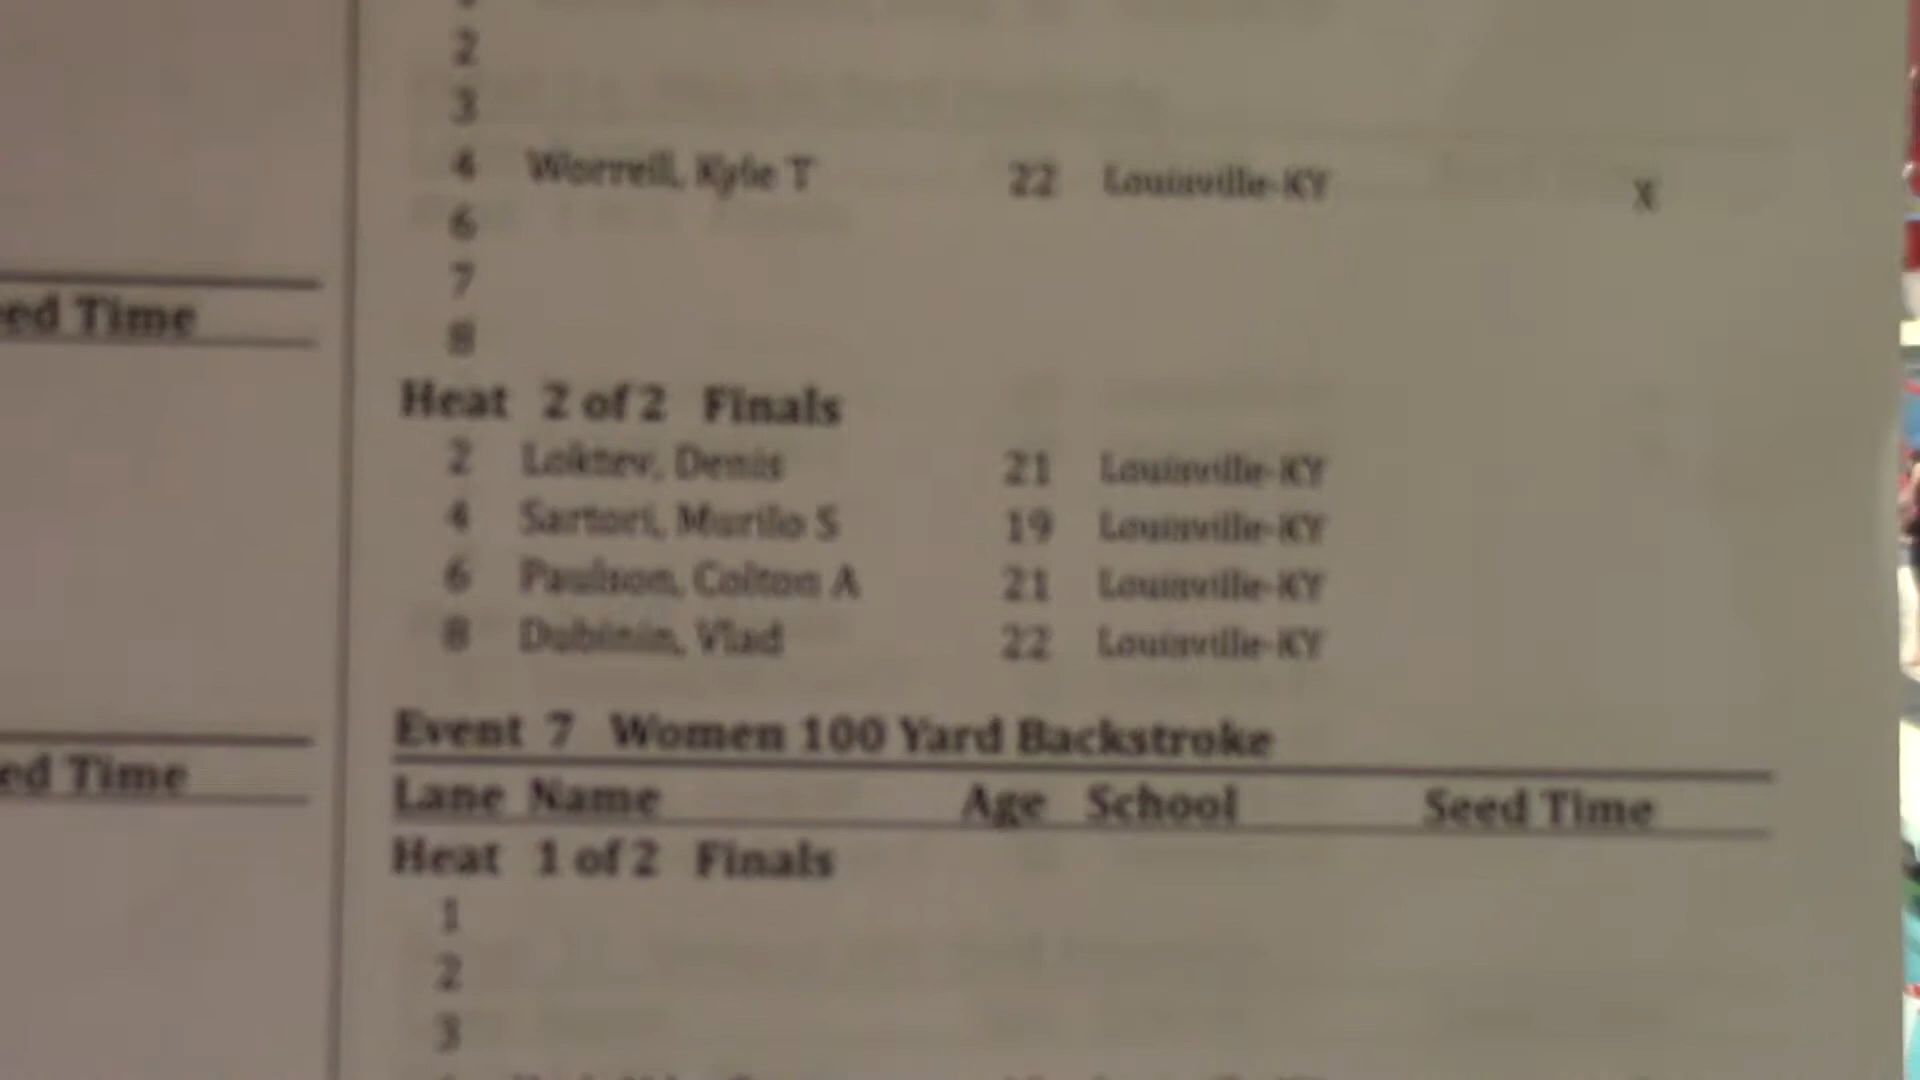 ed Time
ed Time
2
3
4 Worrell, Kyle T 22 Louisville-KY X
6
7
8
Heat 2 of 2 Finals
2 Loktev, Denis 21 Louisville-KY
4 Sartori, Murilo S 19 Louisville-KY
6 Paulson, Colton A 21 Louisville-KY
8 Dubinin, Vlad 22 Louisville-KY
Event 7 Women 100 Yard Backstroke
Lane Name Age School Seed Time
Heat 1 of 2 Finals
1
2
3